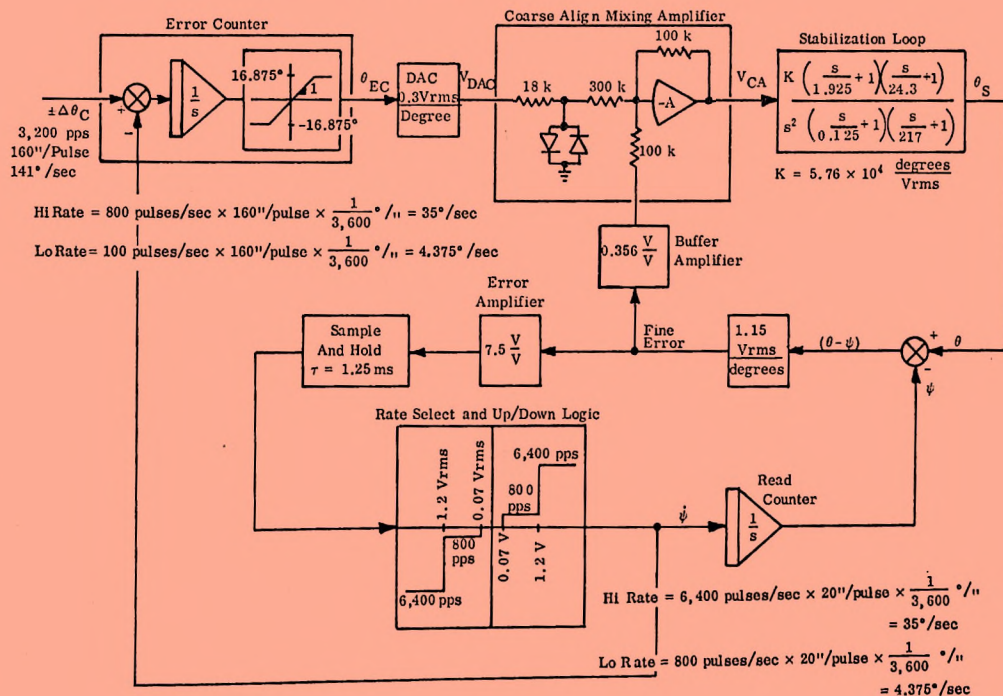 Error Counter
Coarse Align Mixing Amplifier
Stabilization Loop
±Δθ_C
3,200 pps
160"/Pulse
141°/sec
+
−
1/s
16.875°
1
−16.875°
θ_EC
DAC
0.3Vrms/Degree
V_DAC
18 k
300 k
100 k
−A
100 k
V_CA
K (s/1.925 + 1)(s/24.3 + 1)
s² (s/0.125 + 1)(s/217 + 1)
θ_S
K = 5.76 × 10⁴ degrees/Vrms
Hi Rate = 800 pulses/sec × 160"/pulse × 1/3,600 °/" = 35°/sec
Lo Rate = 100 pulses/sec × 160"/pulse × 1/3,600 °/" = 4.375°/sec
0.356 V/V
Buffer
Amplifier
Error
Amplifier
Sample
And Hold
τ = 1.25 ms
7.5 V/V
Fine
Error
1.15
Vrms
degrees
(θ-ψ)
+
−
θ
ψ
Rate Select and Up/Down Logic
1.2 Vrms
0.07 Vrms
6,400 pps
800
pps
800
pps
0.07 V
1.2 V
6,400 pps
ψ̇
Read
Counter
1/s
Hi Rate = 6,400 pulses/sec × 20"/pulse × 1/3,600 °/"
= 35°/sec
Lo Rate = 800 pulses/sec × 20"/pulse × 1/3,600 °/"
= 4.375°/sec